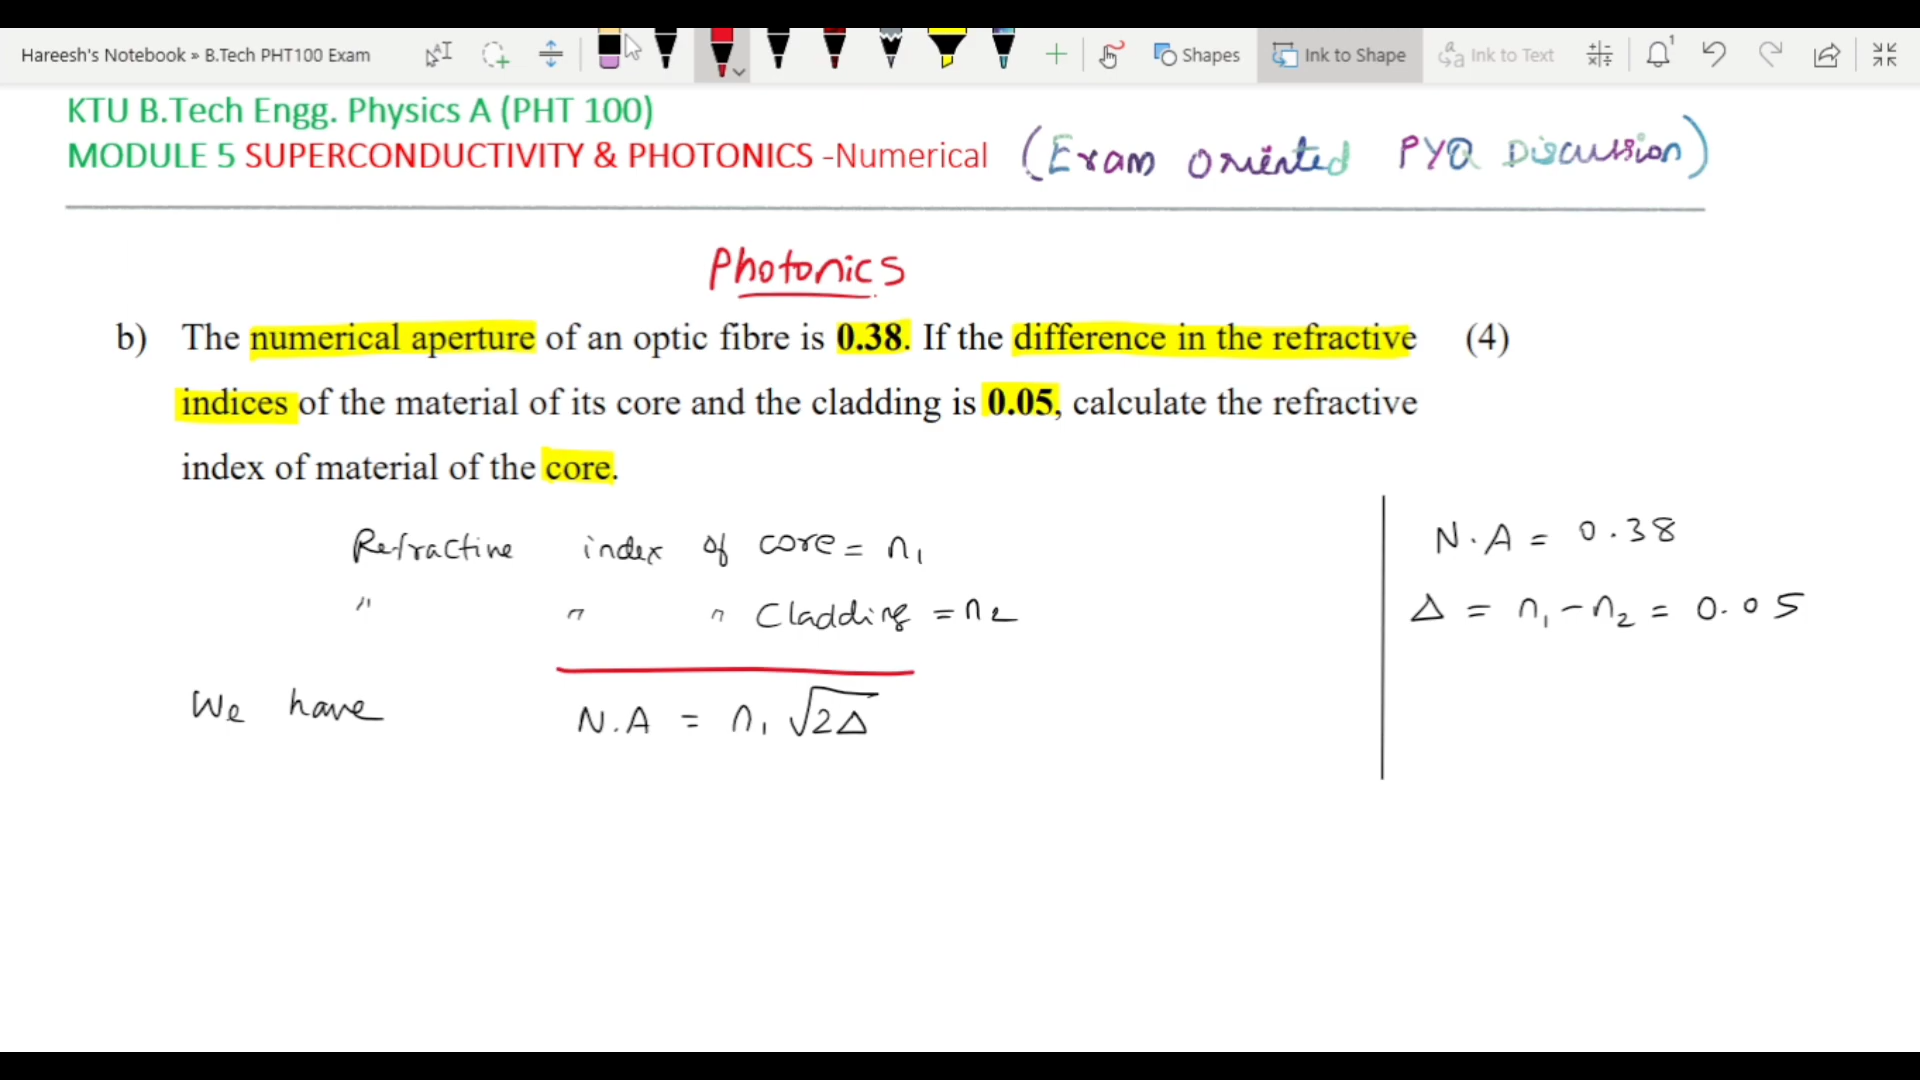 Hareesh's Notebook » B.Tech PHT100 Exam
Shapes
Ink to Shape
Ink to Text
1
KTU B.Tech Engg. Physics A (PHT 100)
MODULE 5 SUPERCONDUCTIVITY & PHOTONICS -Numerical (Exam oriented PYQ Discussion)
Photonics
b) The numerical aperture of an optic fibre is 0.38. If the difference in the refractive (4)
indices of the material of its core and the cladding is 0.05, calculate the refractive
index of material of the core.
Refractive index of core = n₁
" " " Cladding = n₂
We have N.A = n₁ √2Δ
N.A = 0.38
Δ = n₁ - n₂ = 0.05